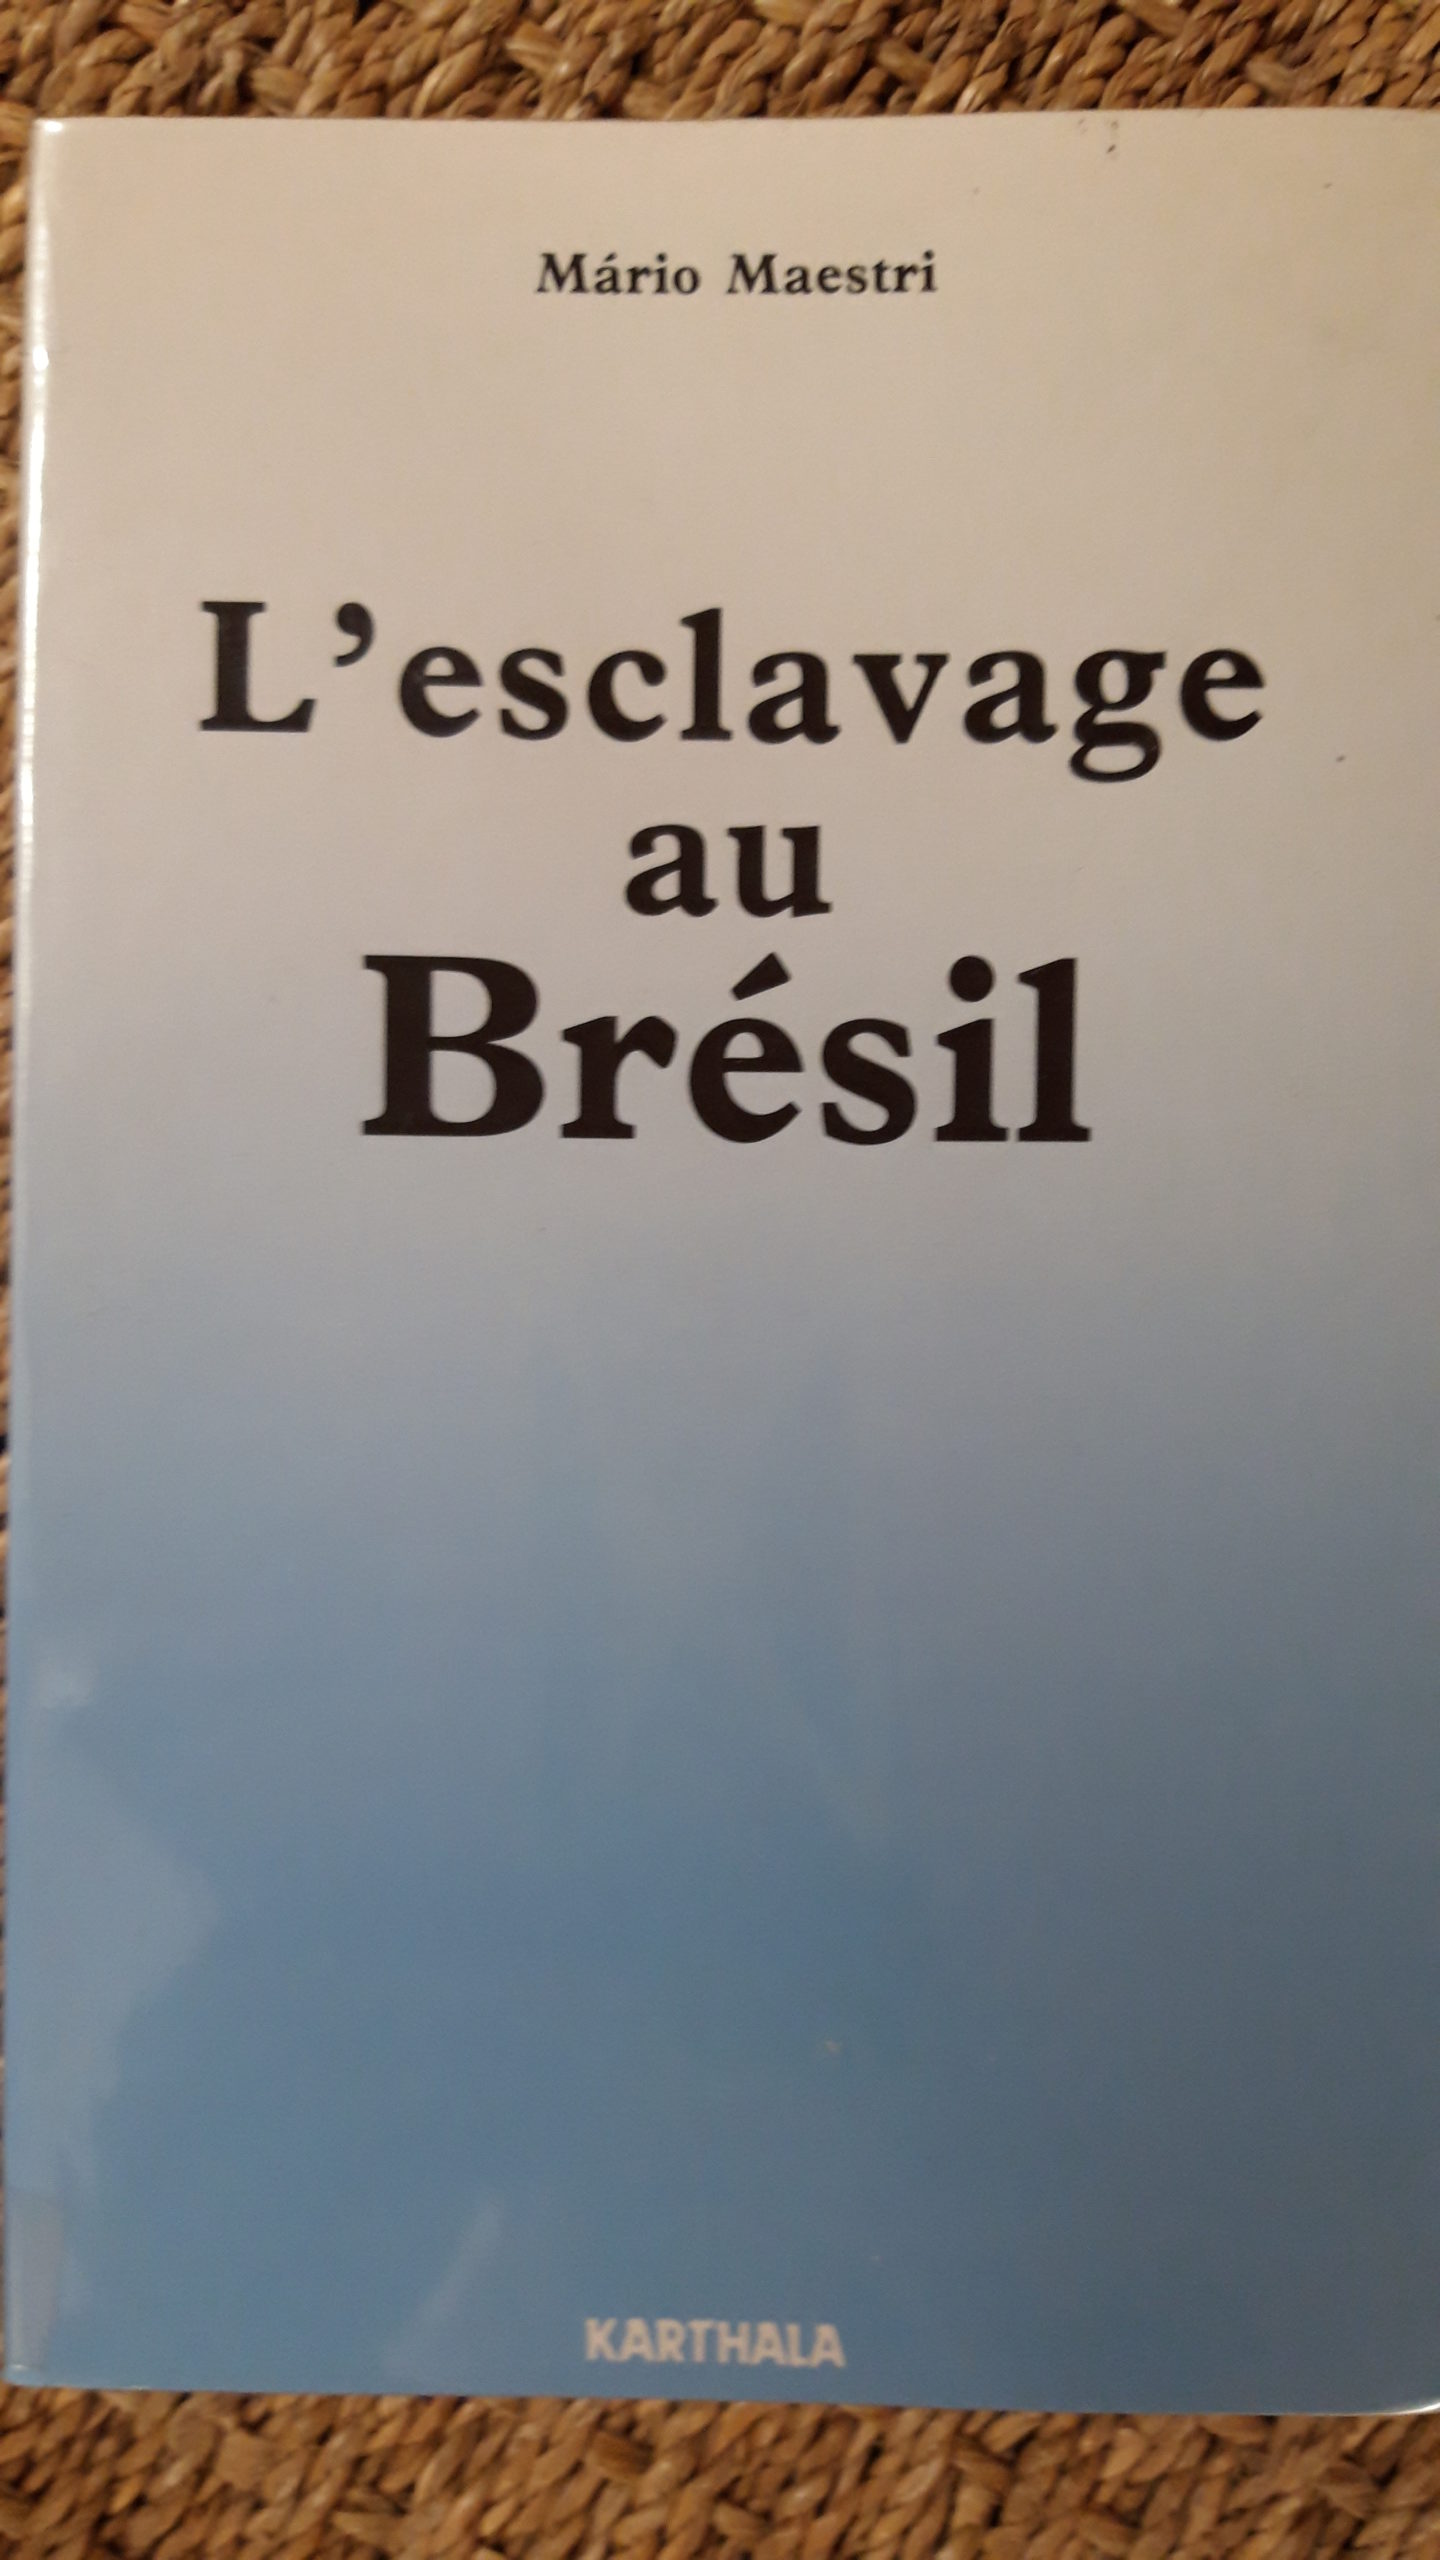 Mário Maestri
L'esclavage
au
Brésil
KARTHALA